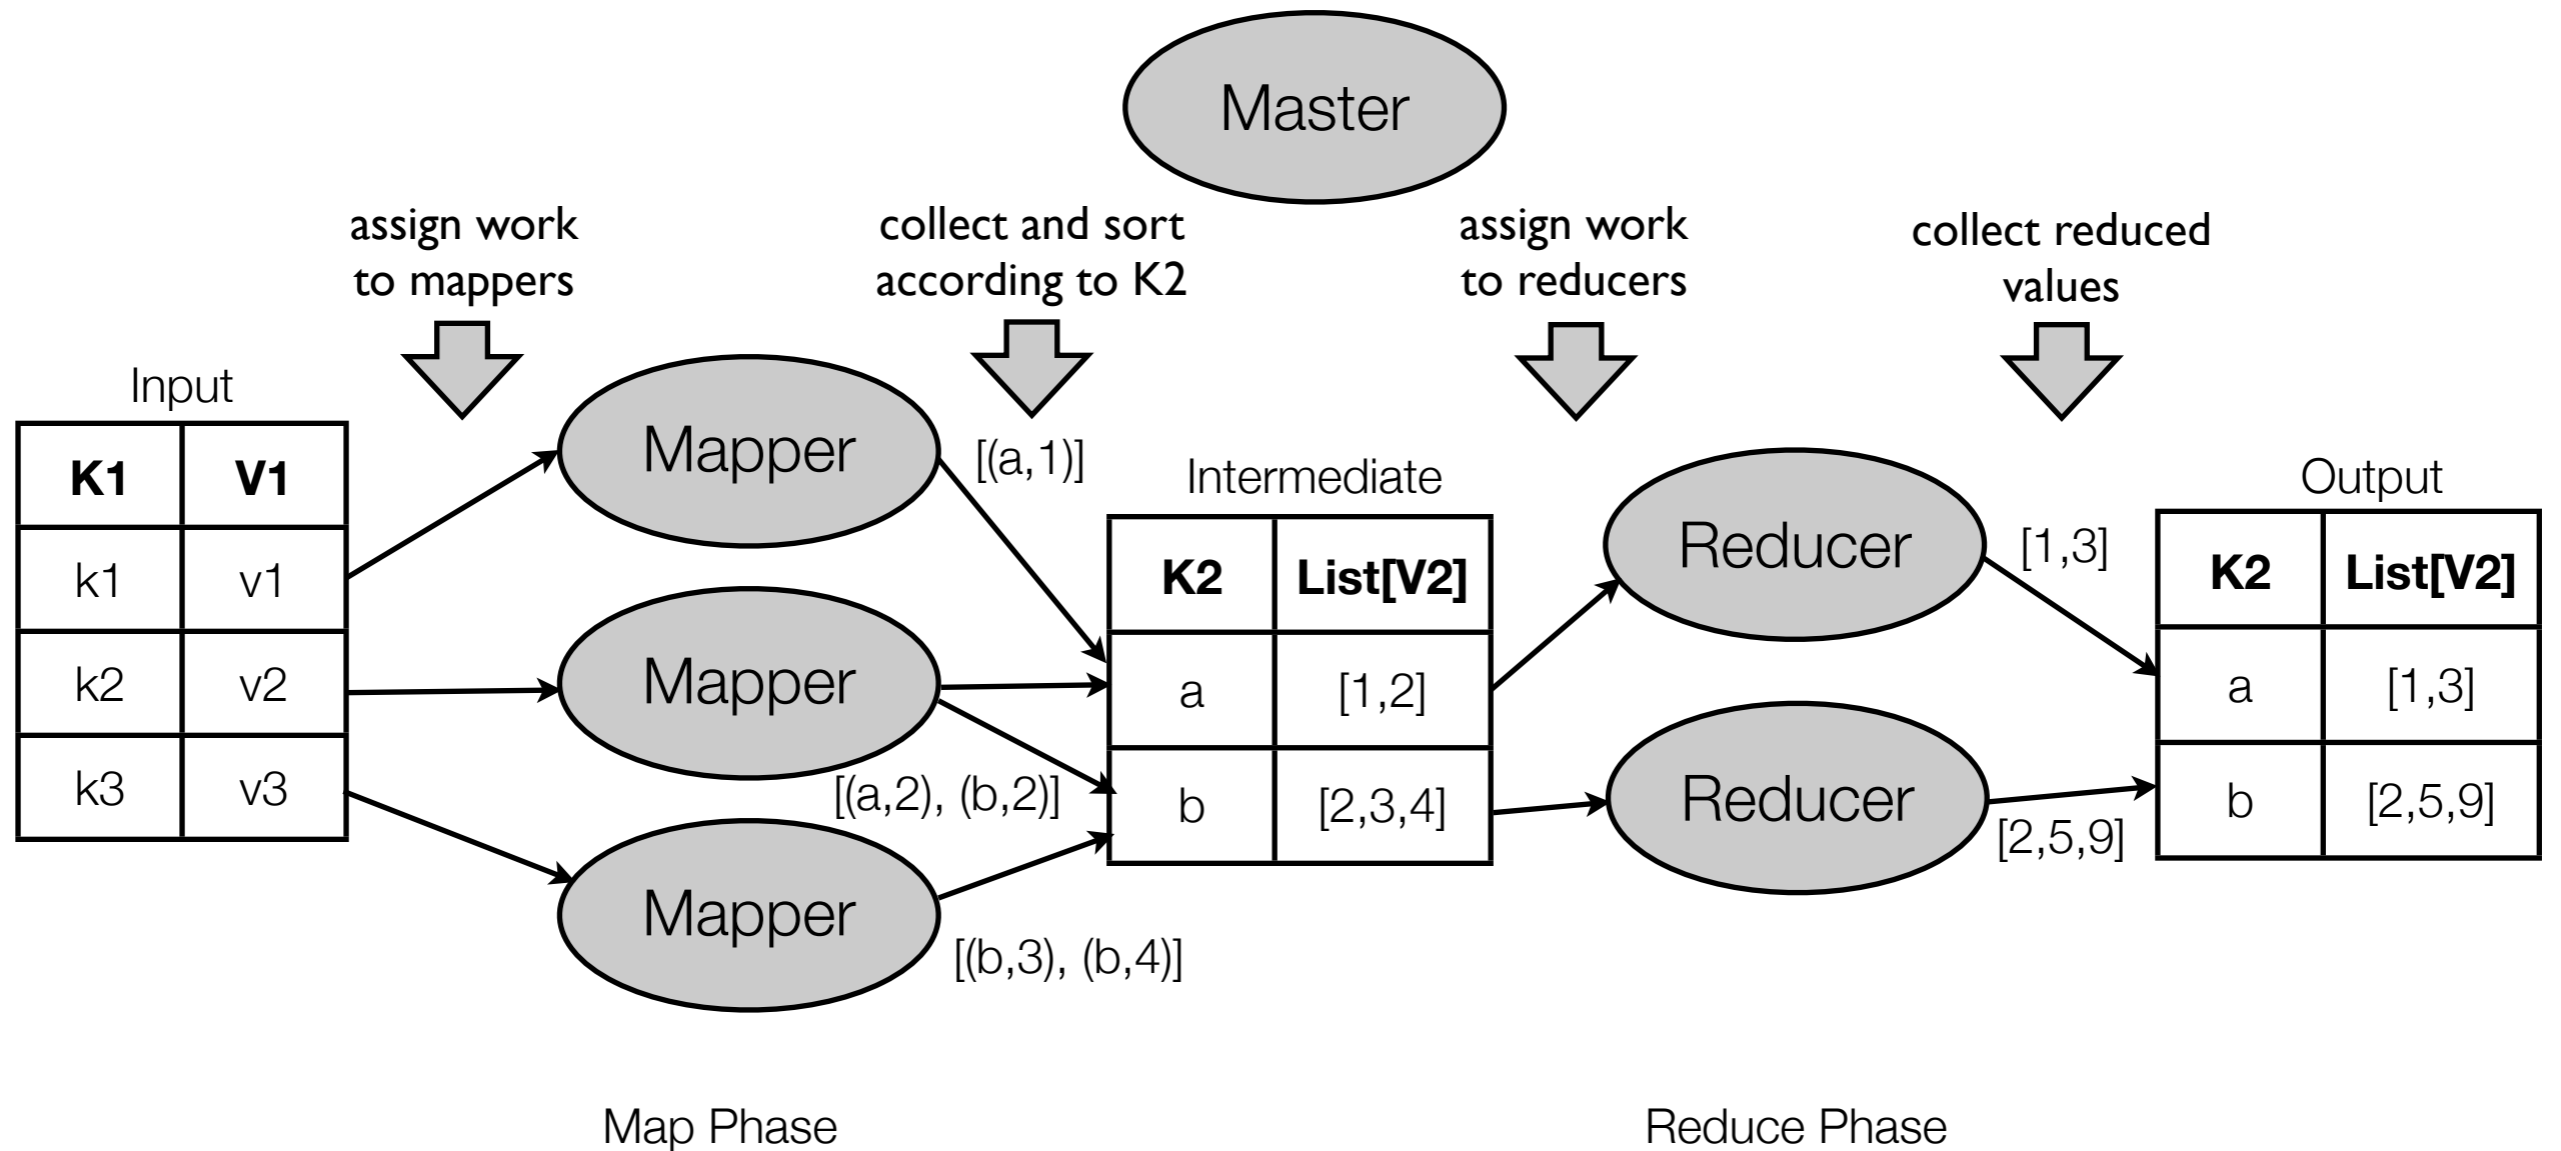 Master
assign work
to mappers
collect and sort
according to K2
assign work
to reducers
collect reduced
values
Input
K1 V1
k1 v1
k2 v2
k3 v3
Mapper
Mapper
Mapper
[(a,1)]
[(a,2), (b,2)]
[(b,3), (b,4)]
Intermediate
K2 List[V2]
a [1,2]
b [2,3,4]
Reducer
Reducer
[1,3]
[2,5,9]
Output
K2 List[V2]
a [1,3]
b [2,5,9]
Map Phase
Reduce Phase